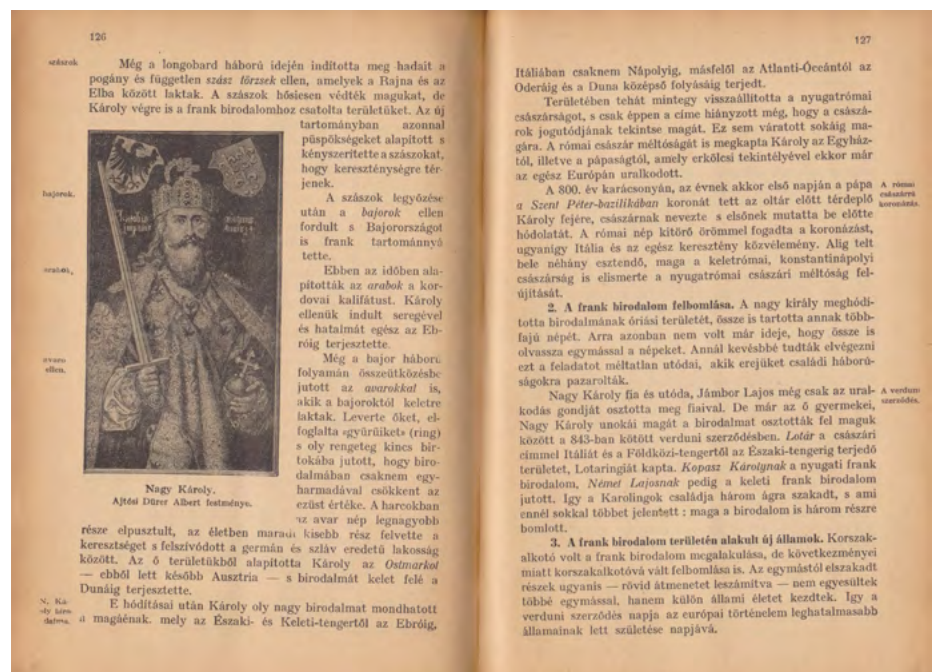 126
szászok
Még a longobard háború idején indította meg hadait a
pogány és független szász törzsek ellen, amelyek a Rajna és az
Elba között laktak. A szászok hősiesen védték magukat, de
Károly végre is a frank birodalomhoz csatolta területüket. Az új
tartományban azonnal
püspökségeket alapított s
kényszerítette a szászokat,
hogy kereszténységre tér-
jenek.
bajorok.
A szászok legyőzése
után a bajorok ellen
fordult s Bajorországot
is frank tartománnyá
tette.
arabok,
Ebben az időben ala-
pították az arabok a kor-
dovai kalifátust. Károly
ellenük indult seregével
és hatalmát egész az Eb-
róig terjesztette.
avarok
ellen.
Még a bajor háború
folyamán összeütközésbe
jutott az avarokkal is,
akik a bajoroktól keletre
laktak. Leverte őket, el-
foglalta «gyűrűiket» (ring)
s oly rengeteg kincs bir-
tokába jutott, hogy biro-
dalmában csaknem egy-
harmadával csökkent az
ezüst értéke. A harcokban
az avar nép legnagyobb
Nagy Károly.
Ajtósi Dürer Albert festménye.
része elpusztult, az életben maradt kisebb rész felvette a
kereszténységet s felszívódott a germán és szláv eredetű lakosság
között. Az ő területükből alapította Károly az Ostmarkot
— ebből lett később Ausztria — s birodalmát kelet felé a
Dunáig terjesztette.
N. Ká-
roly biro-
dalma.
E hódításai után Károly oly nagy birodalmat mondhatott
a magáénak, mely az Északi- és Keleti-tengertől az Ebróig,
127
Itáliában csaknem Nápolyig, másfelől az Atlanti-Óceántól az
Oderáig és a Duna középső folyásáig terjedt.
Területében tehát mintegy visszaállította a nyugatrómai
császárságot, s csak éppen a címe hiányzott még, hogy a császá-
rok jogutódjának tekintse magát. Ez sem váratott sokáig ma-
gára. A római császár méltóságát is megkapta Károly az Egyház-
tól, illetve a pápaságtól, amely erkölcsi tekintélyével ekkor már
az egész Európán uralkodott.
A 800. év karácsonyán, az évnek akkor első napján a pápa
a Szent Péter-bazilikában koronát tett az oltár előtt térdeplő
Károly fejére, császárnak nevezte s elsőnek mutatta be előtte
hódolatát. A római nép kitörő örömmel fogadta a koronázást,
ugyanígy Itália és az egész keresztény közvélemény. Alig telt
bele néhány esztendő, maga a keletrómai, konstantinápolyi
császárság is elismerte a nyugatrómai császári méltóság fel-
újítását.
A római
császárrá
koronázás.
2. A frank birodalom felbomlása. A nagy király meghódí-
totta birodalmának óriási területét, össze is tartotta annak több-
fajú népét. Arra azonban nem volt már ideje, hogy össze is
olvassza egymással a népeket. Annál kevésbbé tudták elvégezni
ezt a feladatot méltatlan utódai, akik erejüket családi háború-
ságokra pazarolták.
Nagy Károly fia és utóda, Jámbor Lajos még csak az ural-
kodás gondját osztotta meg fiaival. De már az ő gyermekei,
Nagy Károly unokái magát a birodalmat osztották fel maguk
között a 843-ban kötött verduni szerződésben. Lotár a császári
címmel Itáliát és a Földközi-tengertől az Északi-tengerig terjedő
területet, Lotaringiát kapta. Kopasz Károlynak a nyugati frank
birodalom, Német Lajosnak pedig a keleti frank birodalom
jutott. Igy a Karolingok családja három ágra szakadt, s ami
ennél sokkal többet jelentett : maga a birodalom is három részre
bomlott.
A verduni
szerződés.
3. A frank birodalom területén alakult új államok. Korszak-
alkotó volt a frank birodalom megalakulása, de következményei
miatt korszakalkotóvá vált felbomlása is. Az egymástól elszakadt
részek ugyanis — rövid átmenetet leszámítva — nem egyesültek
többé egymással, hanem külön állami életet kezdtek. Igy a
verduni szerződés napja az európai történelem leghatalmasabb
államainak lett születése napjává.